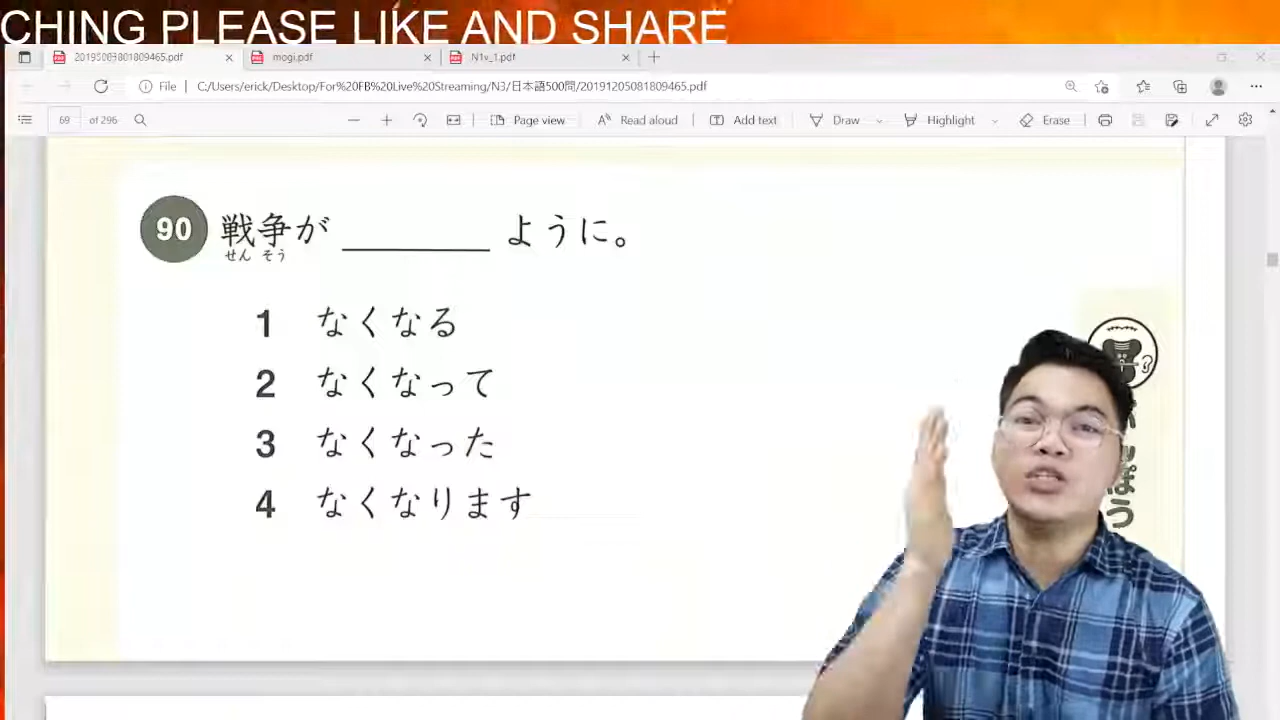 CHING PLEASE LIKE AND SHARE
20195003801809465.pdf
mogi.pdf
N1v_1.pdf
File
C:/Users/erick/Desktop/For%20FB%20Live%20Streaming/N3/日本語500問/20191205081809465.pdf
69 of 296
Page view
Read aloud
Add text
Draw
Highlight
Erase
90 戦争が ______ ように。
せん そう
1 なくなる
2 なくなって
3 なくなった
4 なくなります